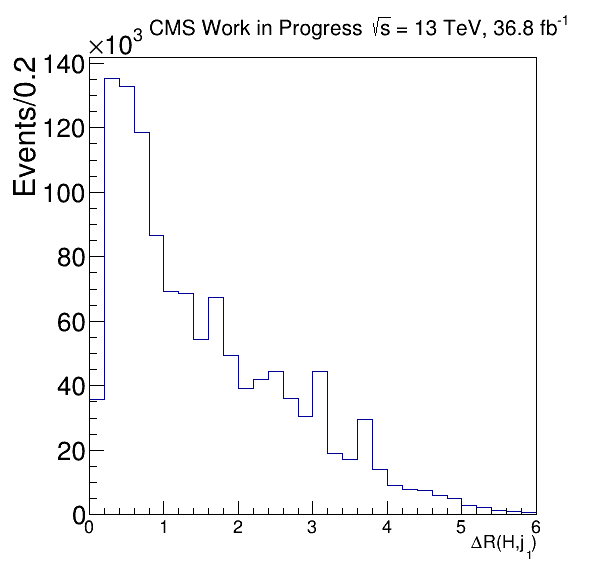 ×10³ CMS Work in Progress √s = 13 TeV, 36.8 fb⁻¹
Events/0.2
140
120
100
80
60
40
20
0
0 1 2 3 4 5 6
ΔR(H,j₁)